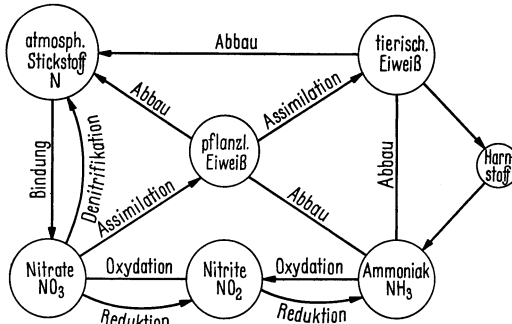 atmosph.
Stickstoff
N
Abbau
tierisch.
Eiweiß
Abbau
Assimilation
pflanzl.
Eiweiß
Harn-
stoff
Bindung
Denitrifikation
Assimilation
Abbau
Abbau
Nitrate
NO₃
Oxydation
Nitrite
NO₂
Oxydation
Ammoniak
NH₃
Reduktion
Reduktion